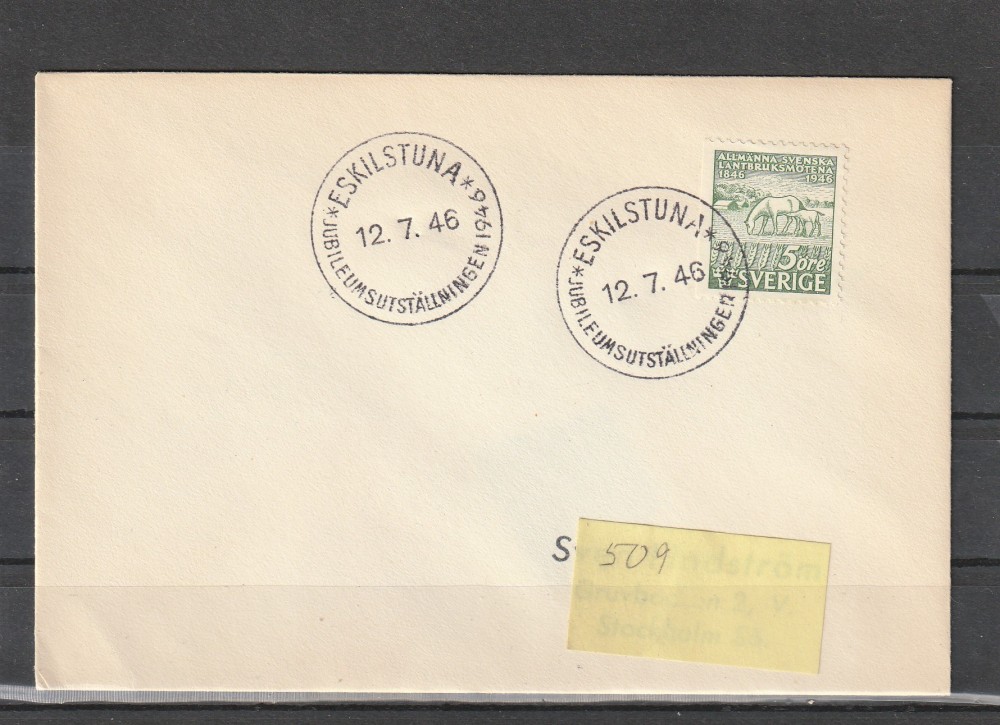 ESKILSTUNA
12. 7. 46
*JUBILEUMSUTSTÄLLNINGEN 1946*
ESKILSTUNA
12. 7. 46
*JUBILEUMSUTSTÄLLNINGEN
ALLMÄNNA SVENSKA
LANTBRUKSMÖTENA
1846 1946
5 öre
SVERIGE
509
Stockholm